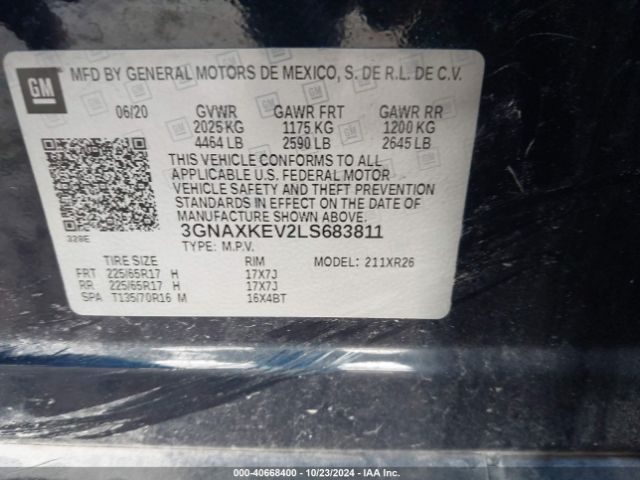 GM
MFD BY GENERAL MOTORS DE MEXICO, S. DE R.L. DE C.V.
06/20 GVWR GAWR FRT GAWR RR
2025 KG 1175 KG 1200 KG
4464 LB 2590 LB 2645 LB
THIS VEHICLE CONFORMS TO ALL
APPLICABLE U.S. FEDERAL MOTOR
VEHICLE SAFETY AND THEFT PREVENTION
STANDARDS IN EFFECT ON THE DATE OF
MANUFACTURE SHOWN ABOVE.
3GNAXKEV2LS683811
328E TYPE: M.P.V.
TIRE SIZE RIM MODEL: 211XR26
FRT 225/65R17 H 17X7J
RR 225/65R17 H 17X7J
SPA T135/70R16 M 16X4BT
000-40668400 | 10/23/2024 | IAA Inc.